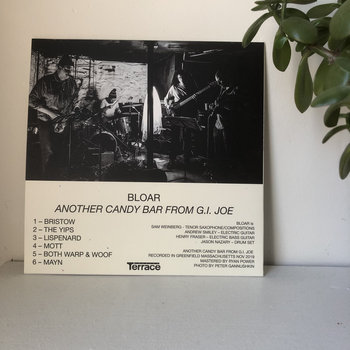 BLOAR
ANOTHER CANDY BAR FROM G.I. JOE
1 – BRISTOW
2 – THE YIPS
3 – LISPENARD
4 – MOTT
5 – BOTH WARP & WOOF
6 – MAYN
BLOAR is
SAM WEINBERG - TENOR SAXOPHONE/COMPOSITIONS
ANDREW SMILEY - ELECTRIC GUITAR
HENRY FRASER - ELECTRIC BASS GUITAR
JASON NAZARY - DRUM SET
ANOTHER CANDY BAR FROM G.I. JOE
RECORDED IN GREENFIELD MASSACHUSETTS NOV 2019
MASTERED BY RYAN POWER
PHOTO BY PETER GANNUSHKIN
Terrace